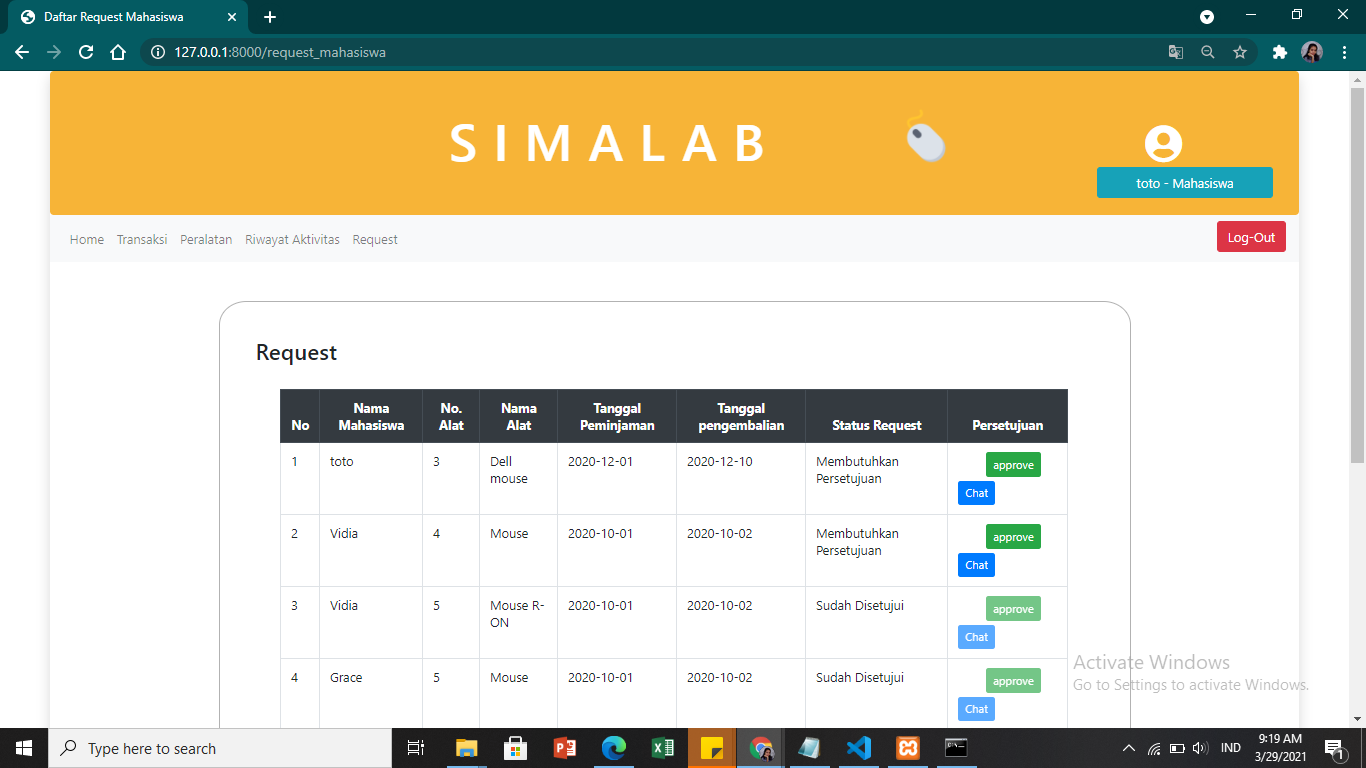 Daftar Request Mahasiswa
127.0.0.1:8000/request_mahasiswa
SIMALAB
toto - Mahasiswa
Home Transaksi Peralatan Riwayat Aktivitas Request Log-Out
Request
No Nama Mahasiswa No. Alat Nama Alat Tanggal Peminjaman Tanggal pengembalian Status Request Persetujuan
1 toto 3 Dell mouse 2020-12-01 2020-12-10 Membutuhkan Persetujuan approve
Chat
2 Vidia 4 Mouse 2020-10-01 2020-10-02 Membutuhkan Persetujuan approve
Chat
3 Vidia 5 Mouse R-ON 2020-10-01 2020-10-02 Sudah Disetujui approve
Chat
4 Grace 5 Mouse 2020-10-01 2020-10-02 Sudah Disetujui approve
Chat
Activate Windows
Go to Settings to activate Windows.
Type here to search
IND
9:19 AM
3/29/2021
1